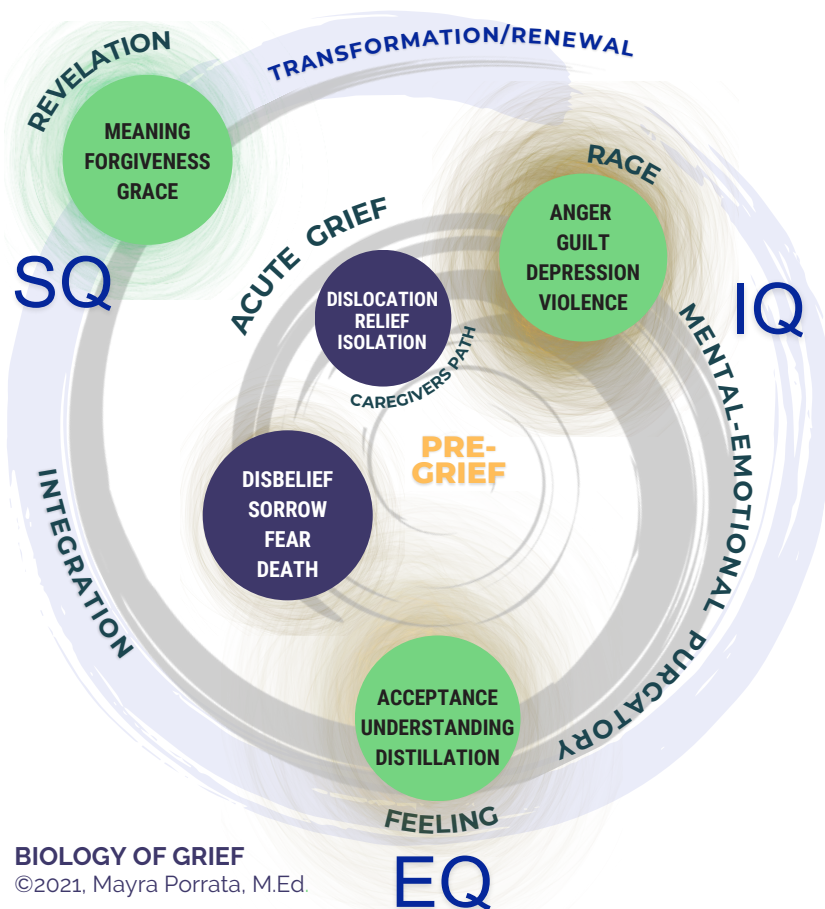 TRANSFORMATION/RENEWAL
REVELATION
MEANING
FORGIVENESS
GRACE
SQ
RAGE
ANGER
GUILT
DEPRESSION
VIOLENCE
IQ
ACUTE GRIEF
DISLOCATION
RELIEF
ISOLATION
CAREGIVERS PATH
PRE-
GRIEF
MENTAL-EMOTIONAL PURGATORY
DISBELIEF
SORROW
FEAR
DEATH
INTEGRATION
ACCEPTANCE
UNDERSTANDING
DISTILLATION
FEELING
EQ
BIOLOGY OF GRIEF
©2021, Mayra Porrata, M.Ed.